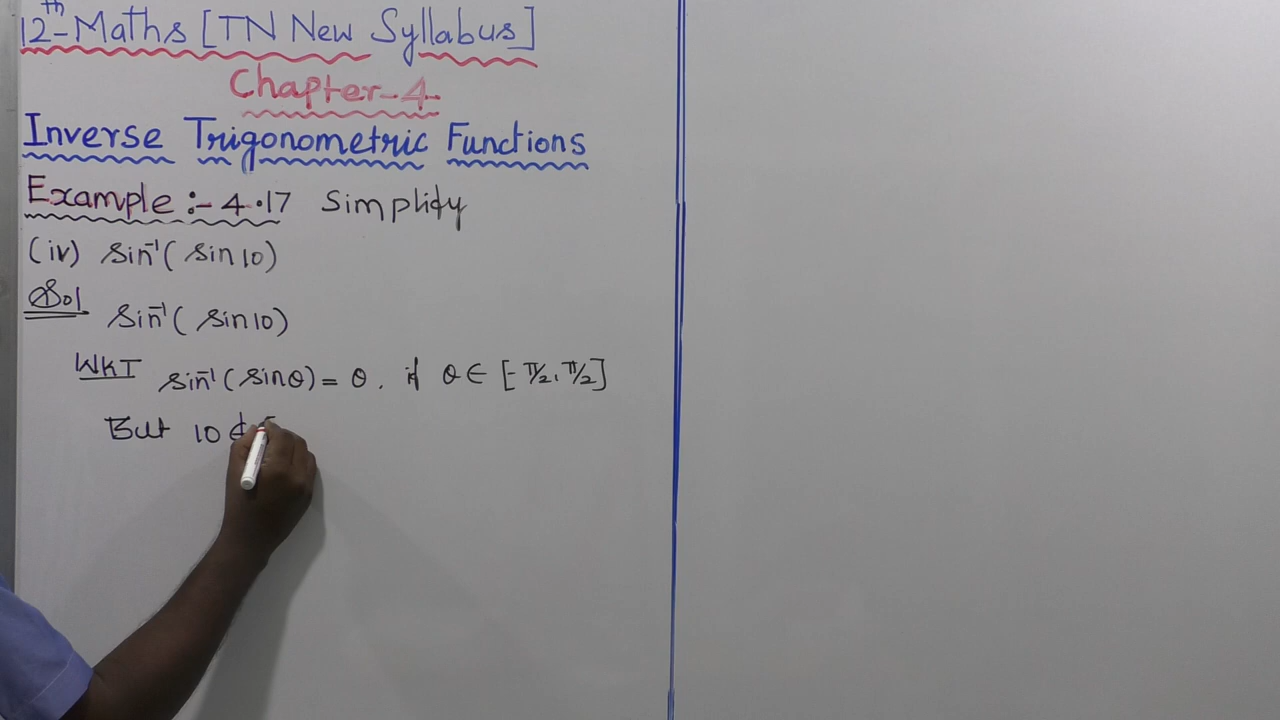 12th-Maths [TN New Syllabus]
Chapter-4
Inverse Trigonometric Functions
Example :- 4.17 Simplify
(iv) sin⁻¹( sin 10)
Sol
sin⁻¹( sin 10)
WKT sin⁻¹( sinθ) = θ. if θ ∈ [-π/2, π/2]
But 10 ∉ [